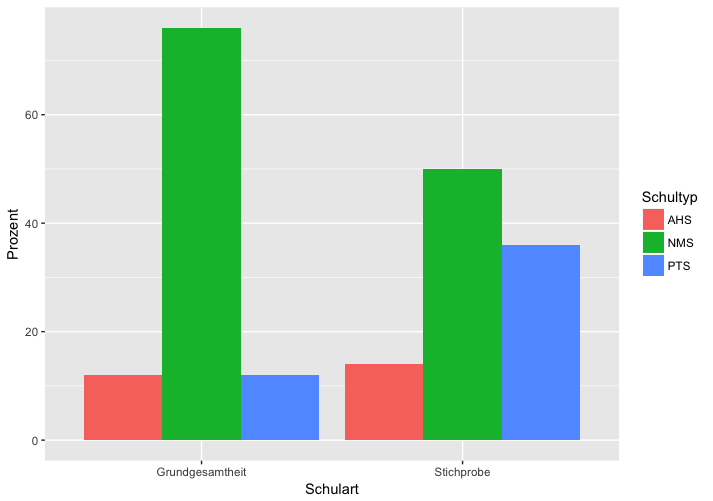 Prozent
60
40
20
0
Grundgesamtheit
Stichprobe
Schulart
Schultyp
AHS
NMS
PTS